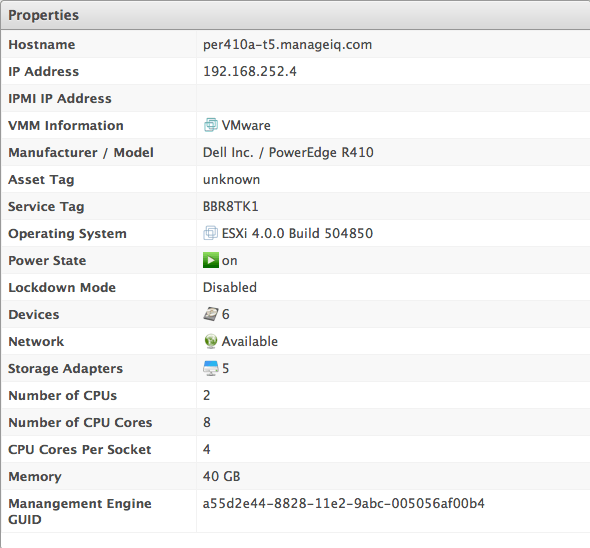 Properties
Hostname per410a-t5.manageiq.com
IP Address 192.168.252.4
IPMI IP Address
VMM Information VMware
Manufacturer / Model Dell Inc. / PowerEdge R410
Asset Tag unknown
Service Tag BBR8TK1
Operating System ESXi 4.0.0 Build 504850
Power State on
Lockdown Mode Disabled
Devices 6
Network Available
Storage Adapters 5
Number of CPUs 2
Number of CPU Cores 8
CPU Cores Per Socket 4
Memory 40 GB
Manangement Engine a55d2e44-8828-11e2-9abc-005056af00b4
GUID